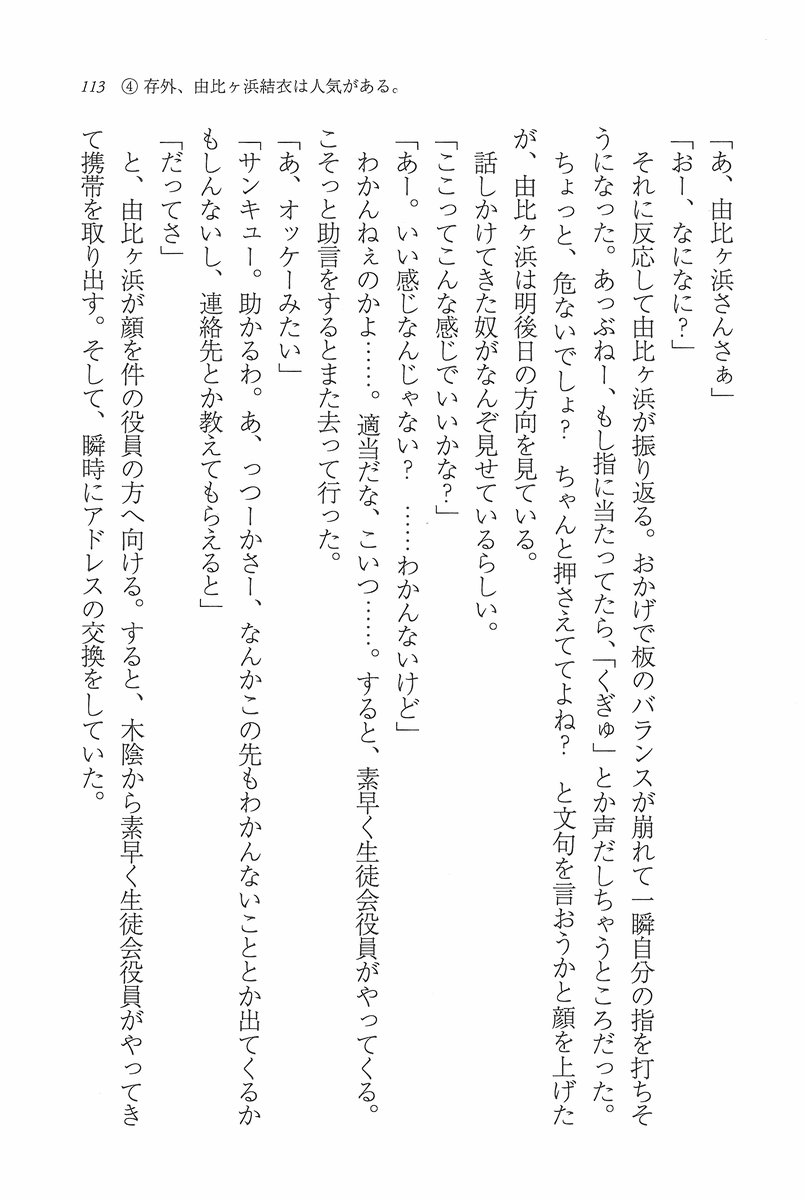 113　④ 存外、由比ヶ浜結衣は人気がある。
「あ、由比ヶ浜さんさぁ」
「おー、なになに？」
　それに反応して由比ヶ浜が振り返る。おかげで板のバランスが崩れて一瞬自分の指を打ちそ
うになった。あっぶねー、もし指に当たってたら、「くぎゅ」とか声だしちゃうところだった。
　ちょっと、危ないでしょ？　ちゃんと押さえててよね？　と文句を言おうかと顔を上げた
が、由比ヶ浜は明後日の方向を見ている。
　話しかけてきた奴がなんぞ見せているらしい。
「ここってこんな感じでいいかな？」
「あー。いい感じなんじゃない？　……わかんないけど」
　わかんねぇのかよ……。適当だな、こいつ……。すると、素早く生徒会役員がやってくる。
こそっと助言をするとまた去って行った。
「あ、オッケーみたい」
「サンキュー。助かるわ。あ、っつーかさー、なんかこの先もわかんないこととか出てくるか
もしんないし、連絡先とか教えてもらえると」
「だってさ」
　と、由比ヶ浜が顔を件の役員の方へ向ける。すると、木陰から素早く生徒会役員がやってき
て携帯を取り出す。そして、瞬時にアドレスの交換をしていた。